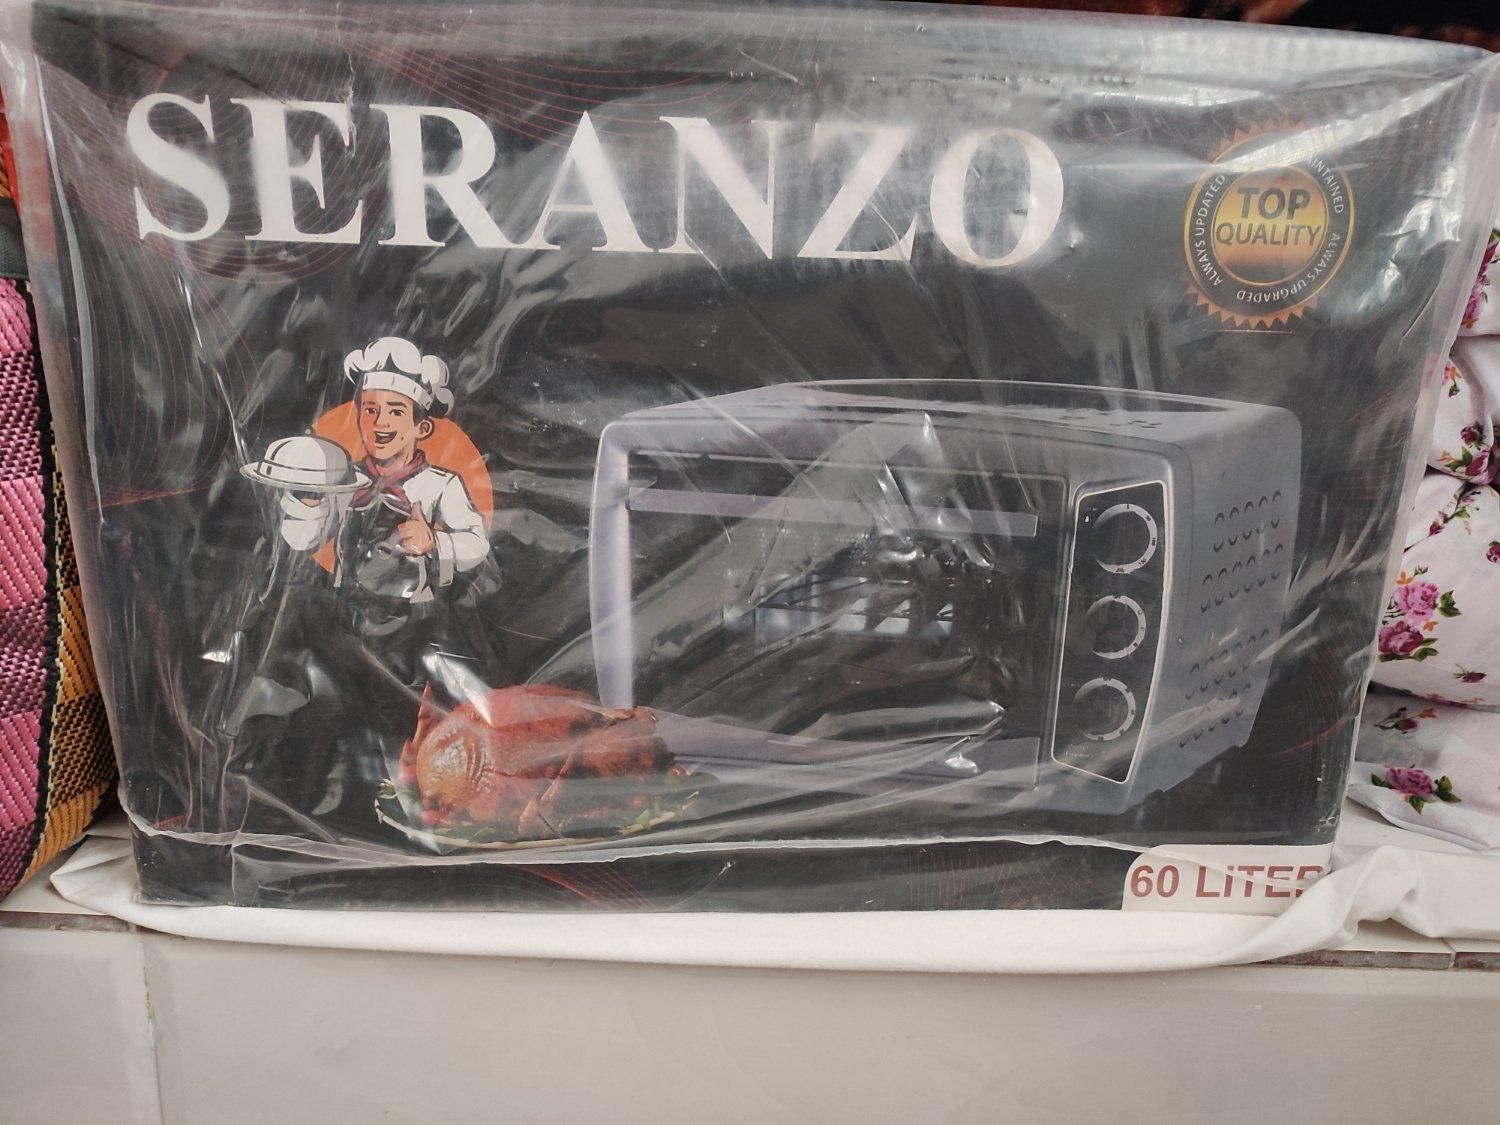 SERANZO
TOP
QUALITY
ALWAYS UPDATED
ALWAYS UPGRADED
60 LITER